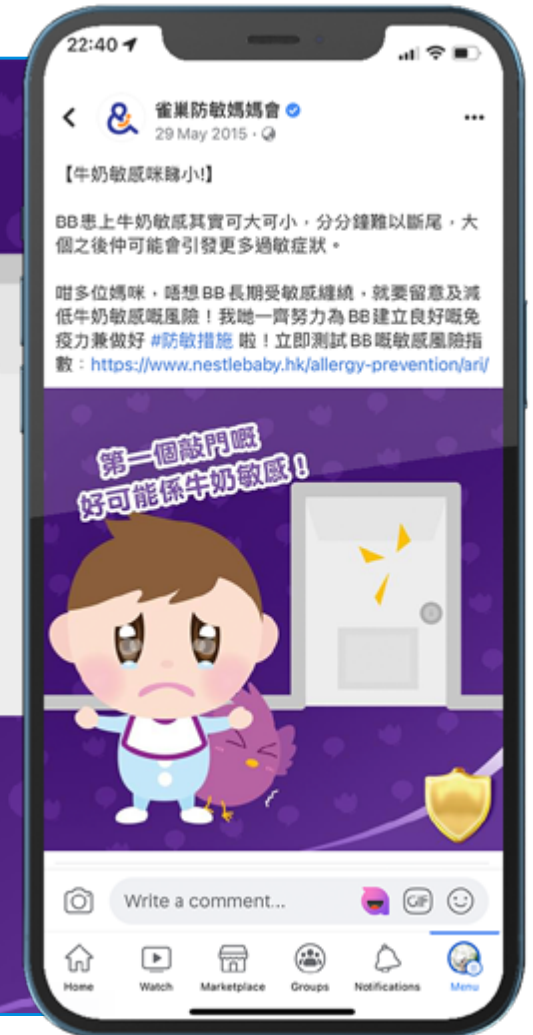 22:40
雀巢防敏媽媽會
29 May 2015 ·
【牛奶敏感咪睇小!】
BB患上牛奶敏感其實可大可小，分分鐘難以斷尾，大
個之後仲可能會引發更多過敏症狀。
咁多位媽咪，唔想BB長期受敏感纏繞，就要留意及減
低牛奶敏感嘅風險！我哋一齊努力為BB建立良好嘅免
疫力兼做好 #防敏措施 啦！立即測試BB嘅敏感風險指
數：https://www.nestlebaby.hk/allergy-prevention/ari/
第一個敲門嘅
好可能係牛奶敏感！
Write a comment...
GIF
Home
Watch
Marketplace
Groups
Notifications
Menu